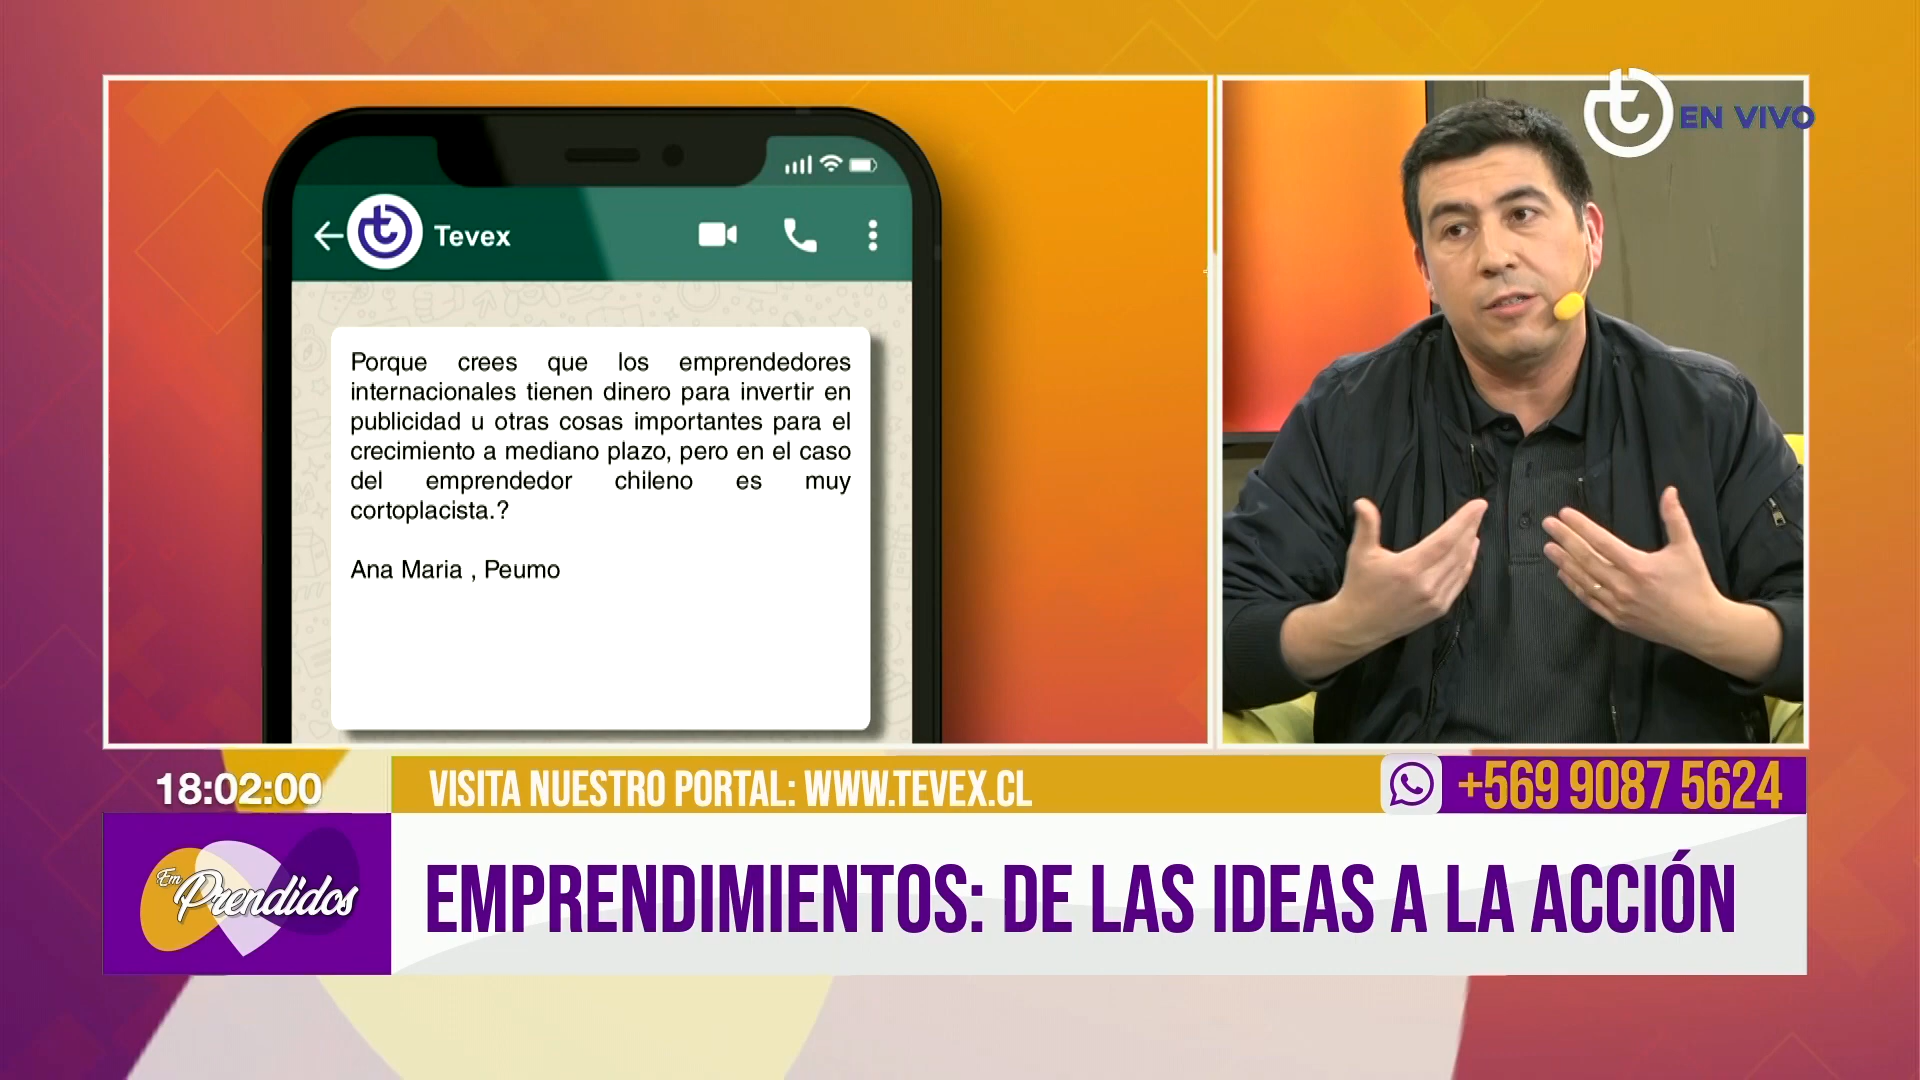 EN VIVO
Tevex
Porque crees que los emprendedores
internacionales tienen dinero para invertir en
publicidad u otras cosas importantes para el
crecimiento a mediano plazo, pero en el caso
del emprendedor chileno es muy
cortoplacista.?
Ana Maria , Peumo
18:02:00
VISITA NUESTRO PORTAL: WWW.TEVEX.CL
+569 9087 5624
Em
Prendidos
EMPRENDIMIENTOS: DE LAS IDEAS A LA ACCIÓN